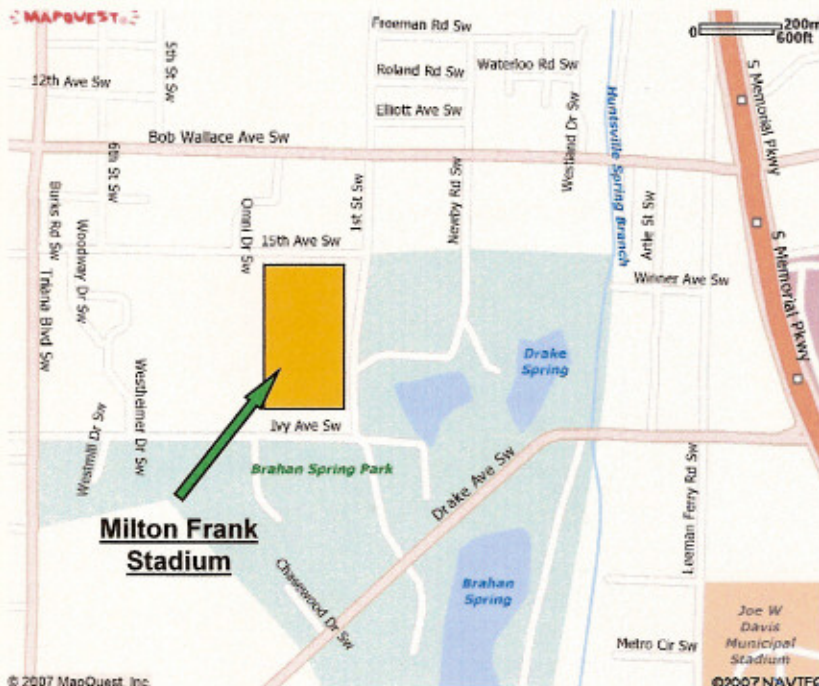 MAPQUEST
Freeman Rd Sw
200m
0
600ft
5th St Sw
12th Ave Sw
Roland Rd Sw
Waterloo Rd Sw
Elliott Ave Sw
Westland Dr Sw
Huntsville Spring Branch
S Memorial Pkwy
Bob Wallace Ave Sw
6th St Sw
Burks Rd Sw
Woodway Dr Sw
Omni Dr Sw
1st St Sw
Newby Rd Sw
Artie St Sw
15th Ave Sw
S Memorial Pkwy
Winner Ave Sw
Triana Blvd Sw
Drake
Spring
Westheimer Dr Sw
Westmill Dr Sw
Ivy Ave Sw
Brahan Spring Park
Drake Ave Sw
Leeman Ferry Rd Sw
Milton Frank
Stadium
Chasewood Dr Sw
Brahan
Spring
Joe W
Davis
Municipal
Stadium
Metro Cir Sw
© 2007 MapQuest, Inc.
©2007 NAVTEQ